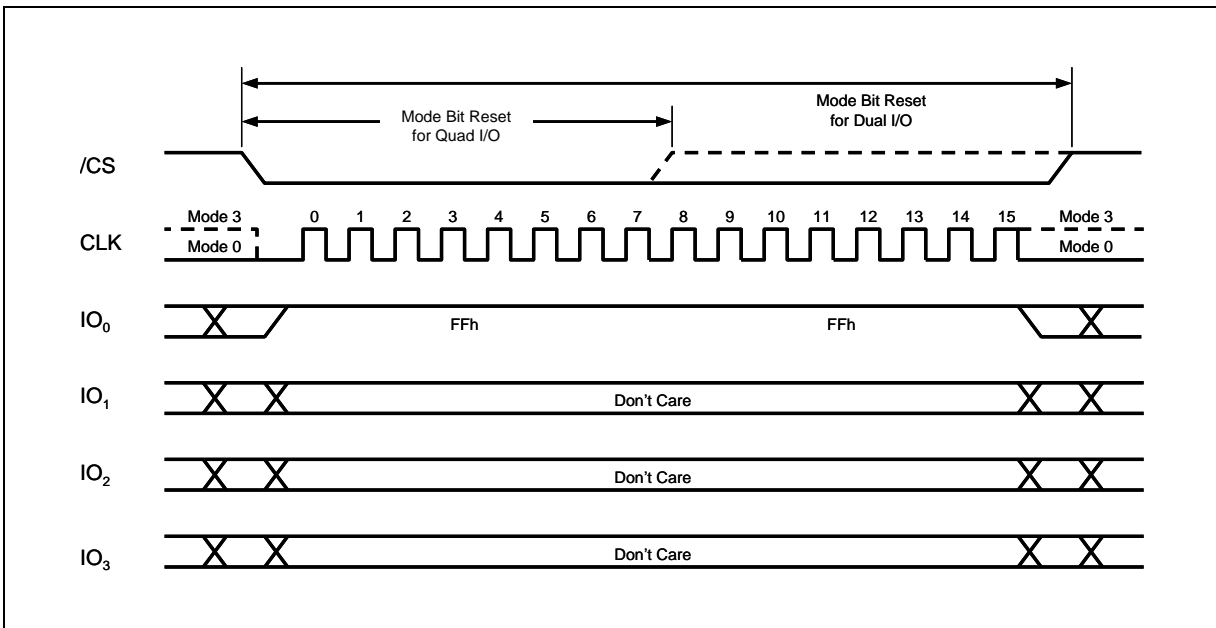 Mode Bit Reset
for Quad I/O
Mode Bit Reset
for Dual I/O
/CS
Mode 3
0 1 2 3 4 5 6 7 8 9 10 11 12 13 14 15
Mode 3
CLK
Mode 0
Mode 0
IO₀
FFh
FFh
IO₁
Don't Care
IO₂
Don't Care
IO₃
Don't Care